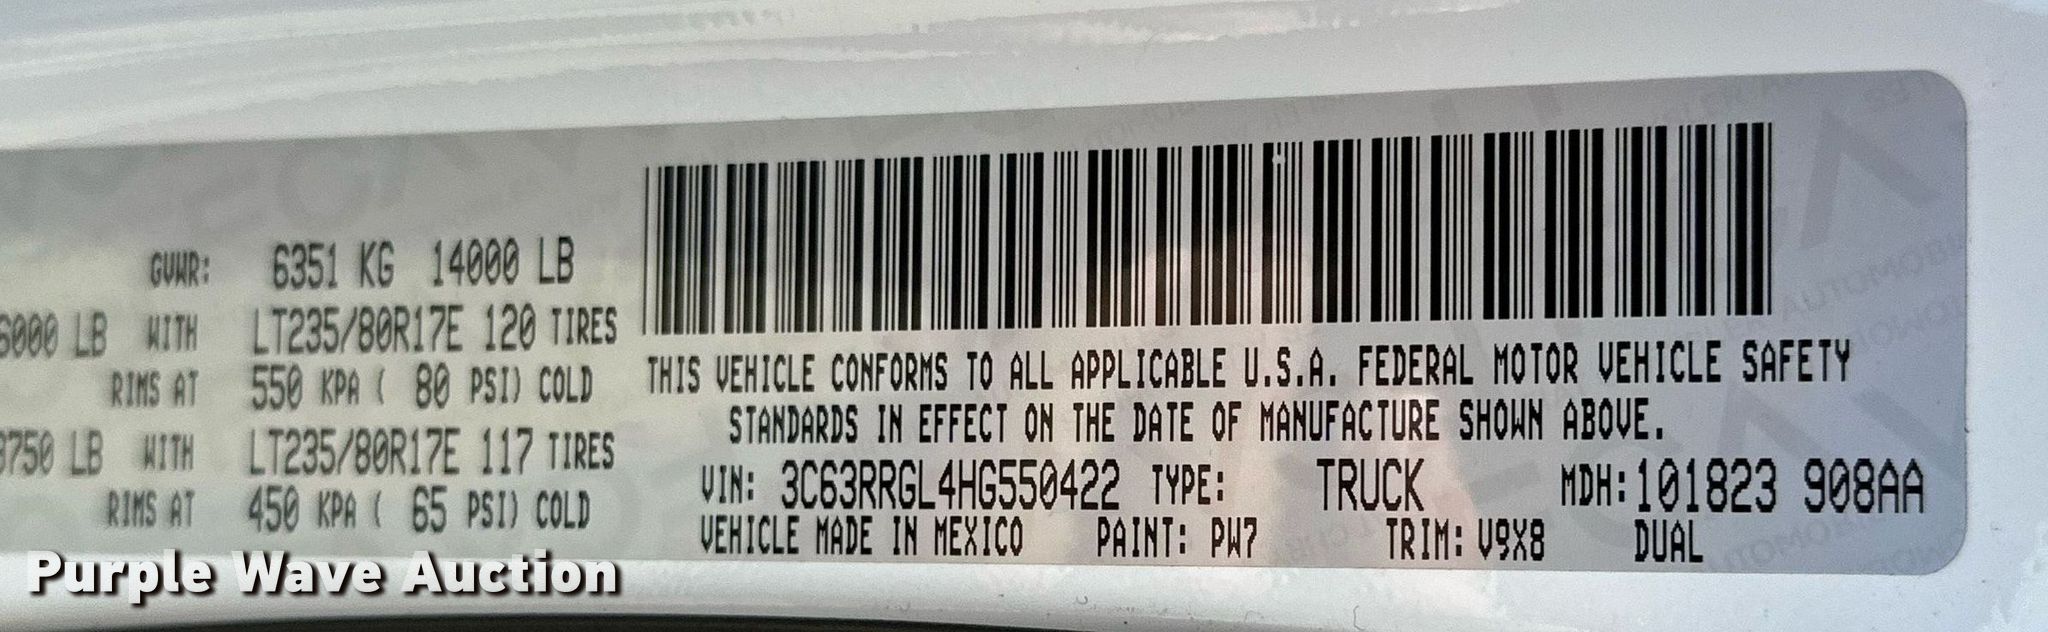 GVWR: 6351 KG 14000 LB
6000 LB WITH LT235/80R17E 120 TIRES
RIMS AT 550 KPA ( 80 PSI) COLD
9750 LB WITH LT235/80R17E 117 TIRES
RIMS AT 450 KPA ( 65 PSI) COLD
THIS VEHICLE CONFORMS TO ALL APPLICABLE U.S.A. FEDERAL MOTOR VEHICLE SAFETY
STANDARDS IN EFFECT ON THE DATE OF MANUFACTURE SHOWN ABOVE.
VIN: 3C63RRGL4HG550422 TYPE: TRUCK MDH:101823 908AA
VEHICLE MADE IN MEXICO PAINT: PW7 TRIM: V9X8 DUAL
Purple Wave Auction